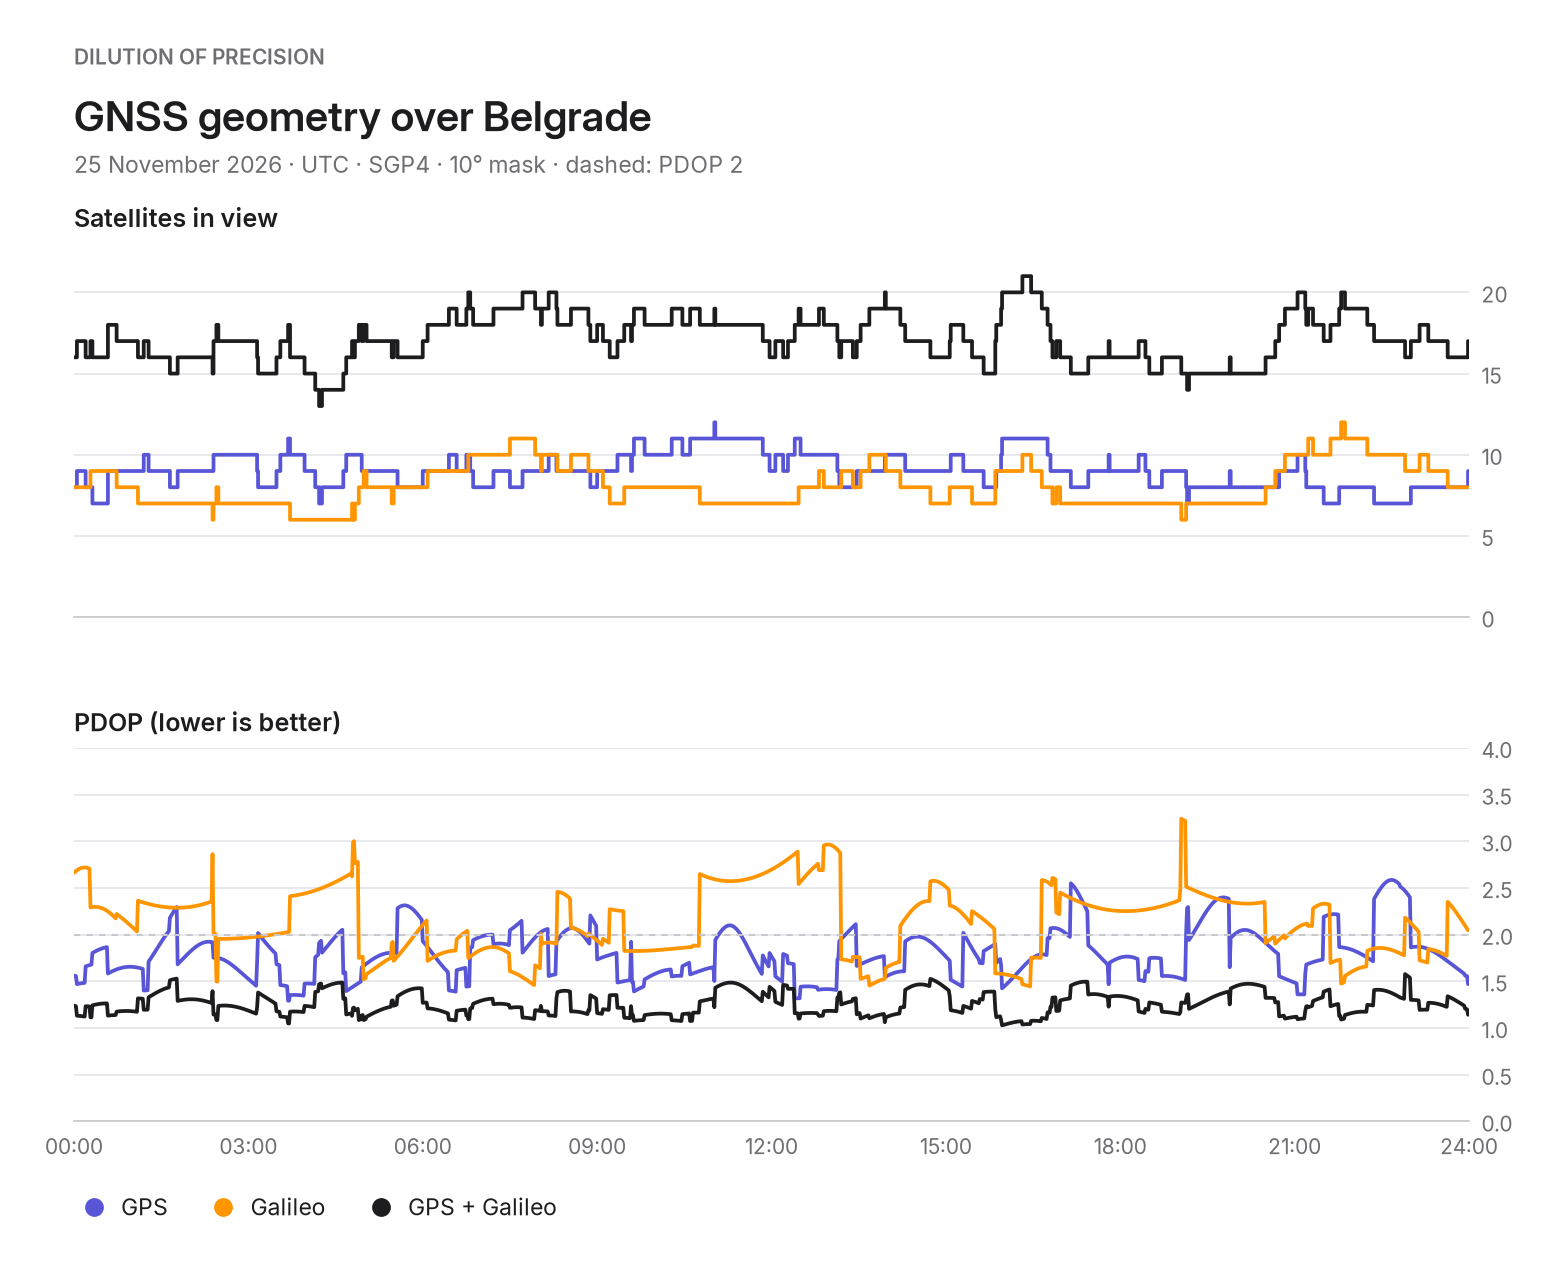 DILUTION OF PRECISION
GNSS geometry over Belgrade
25 November 2026 · UTC · SGP4 · 10° mask · dashed: PDOP 2
Satellites in view
20
15
10
5
0
PDOP (lower is better)
4.0
3.5
3.0
2.5
2.0
1.5
1.0
0.5
0.0
00:00 03:00 06:00 09:00 12:00 15:00 18:00 21:00 24:00
GPS Galileo GPS + Galileo